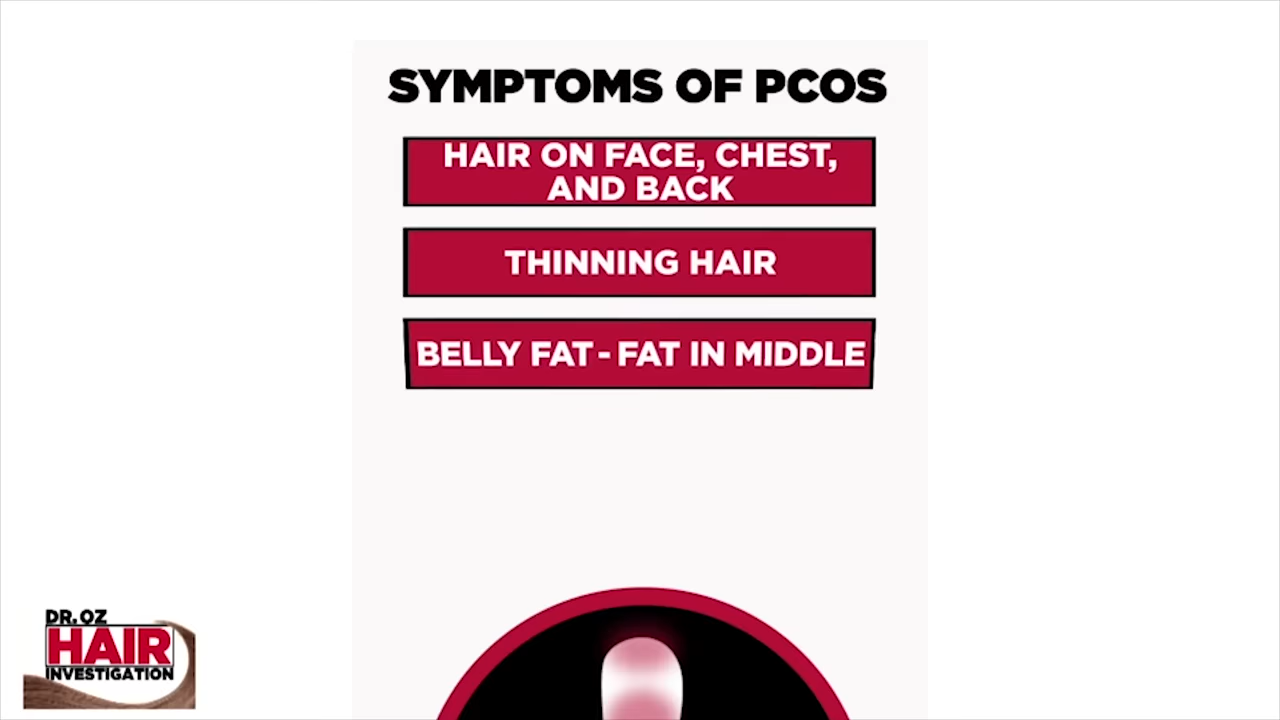 SYMPTOMS OF PCOS
HAIR ON FACE, CHEST,
AND BACK
THINNING HAIR
BELLY FAT - FAT IN MIDDLE
DR. OZ
HAIR
INVESTIGATION